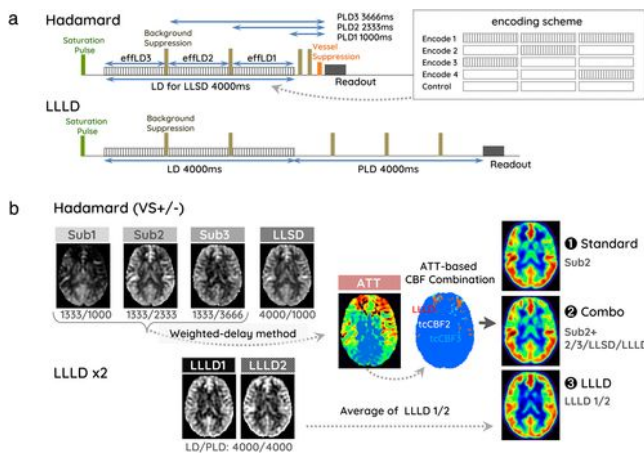 a
Hadamard
Saturation
Pulse
Background
Suppression
PLD3 3666ms
PLD2 2333ms
PLD1 1000ms
effLD3
effLD2
effLD1
Vessel
Suppression
LD for LLSD 4000ms
Readout
encoding scheme
Encode 1
Encode 2
Encode 3
Encode 4
Control
LLLD
Saturation
Pulse
Background
Suppression
LD 4000ms
PLD 4000ms
Readout
b
Hadamard (VS+/-)
Sub1
Sub2
Sub3
LLSD
1333/1000
1333/2333
1333/3666
4000/1000
Weighted-delay method
ATT
ATT-based
CBF Combination
LLLD
tcCBF2
tcCBF3
❶ Standard
Sub2
❷ Combo
Sub2+
2/3/LLSD/LLLD
❸ LLLD
LLLD 1/2
LLLD x2
LLLD1
LLLD2
LD/PLD: 4000/4000
Average of LLLD 1/2